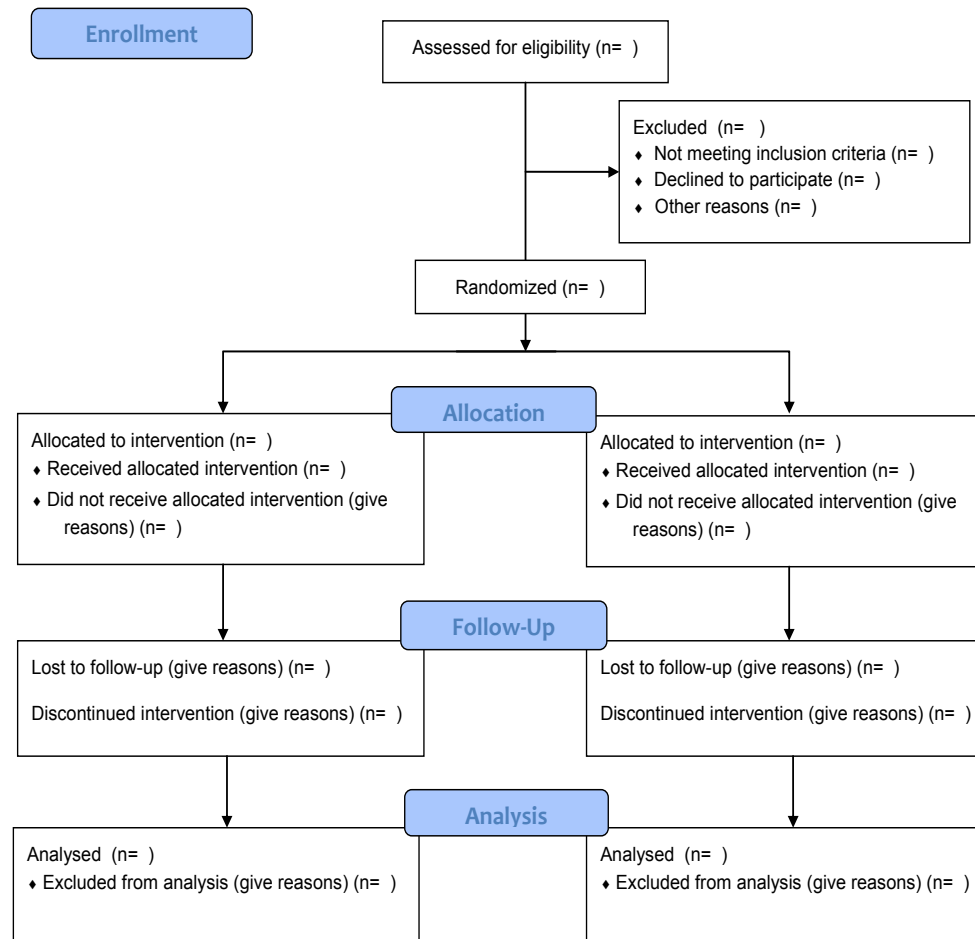 Enrollment
Assessed for eligibility (n=  )
Excluded  (n=  )
♦ Not meeting inclusion criteria (n=  )
♦ Declined to participate (n=  )
♦ Other reasons (n=  )
Randomized (n=  )
Allocation
Allocated to intervention (n=  )
♦ Received allocated intervention (n=  )
♦ Did not receive allocated intervention (give
reasons) (n=  )
Allocated to intervention (n=  )
♦ Received allocated intervention (n=  )
♦ Did not receive allocated intervention (give
reasons) (n=  )
Follow-Up
Lost to follow-up (give reasons) (n=  )
Discontinued intervention (give reasons) (n=  )
Lost to follow-up (give reasons) (n=  )
Discontinued intervention (give reasons) (n=  )
Analysis
Analysed  (n=  )
♦ Excluded from analysis (give reasons) (n=  )
Analysed  (n=  )
♦ Excluded from analysis (give reasons) (n=  )